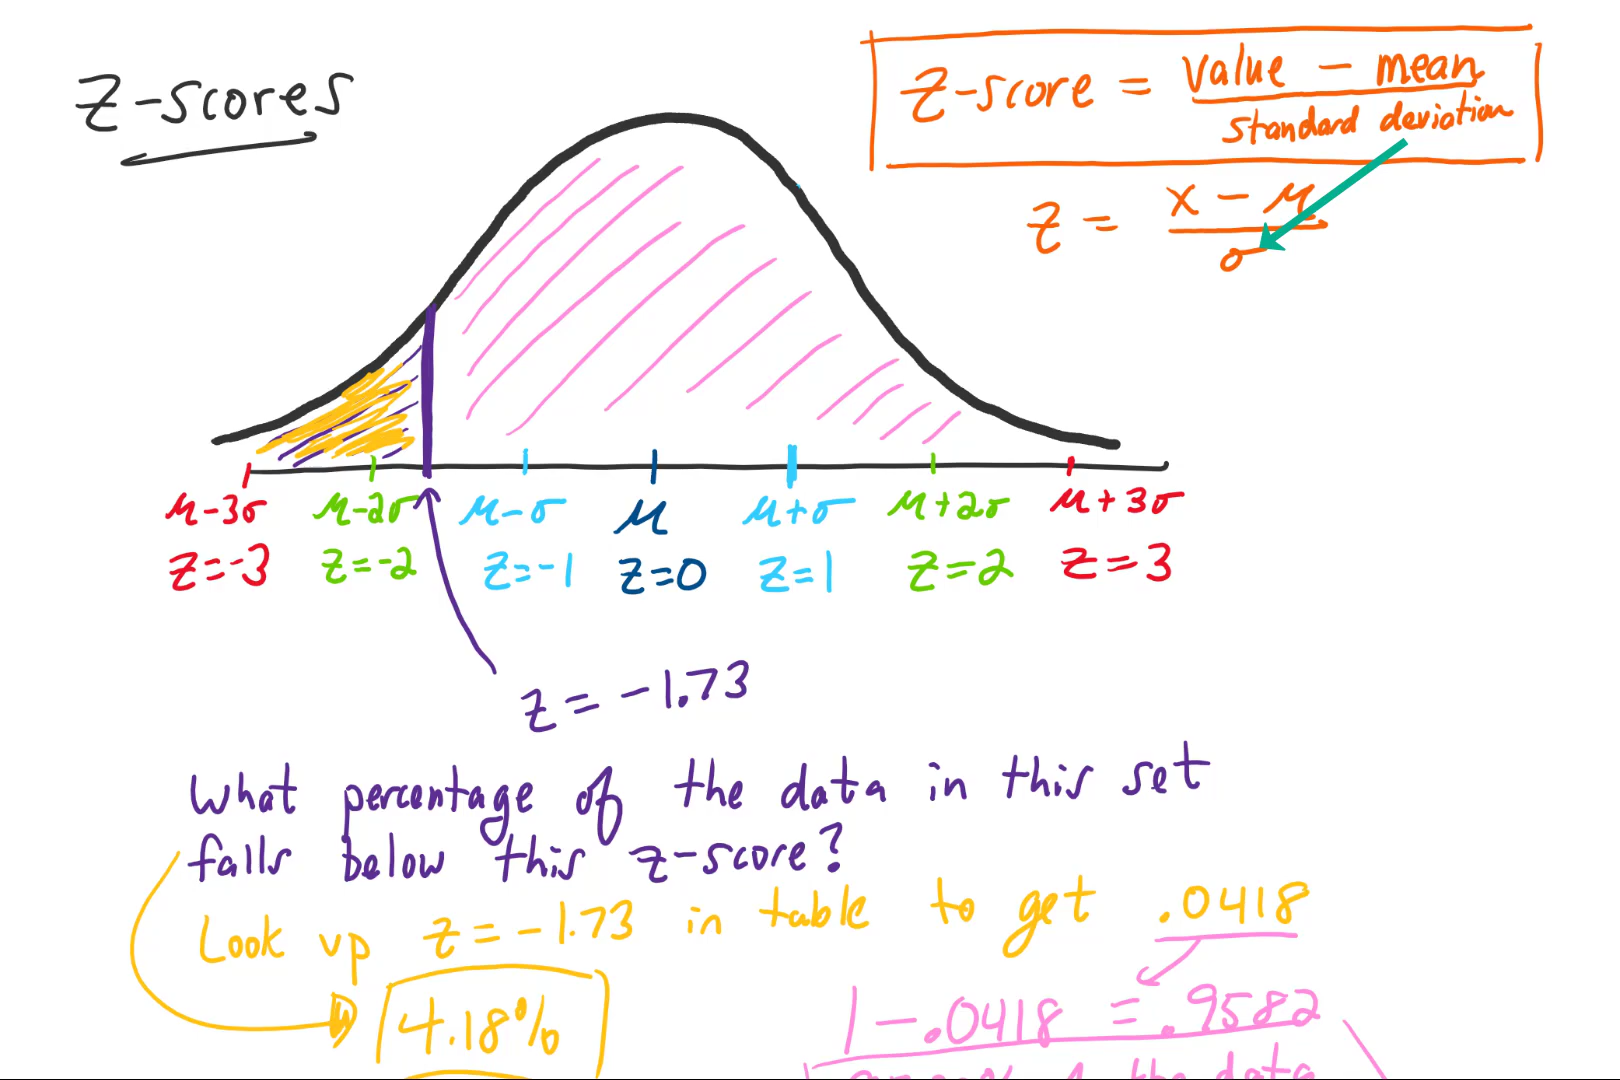 Z-scores
Z-score = value - mean / standard deviation
z = x - μ / σ
μ-3σ μ-2σ μ-σ μ μ+σ μ+2σ μ+3σ
z=-3 z=-2 z=-1 z=0 z=1 z=2 z=3
z = -1.73
What percentage of the data in this set
falls below this z-score?
Look up z = -1.73 in table to get .0418
4.18%
1 - .0418 = .9582
the data